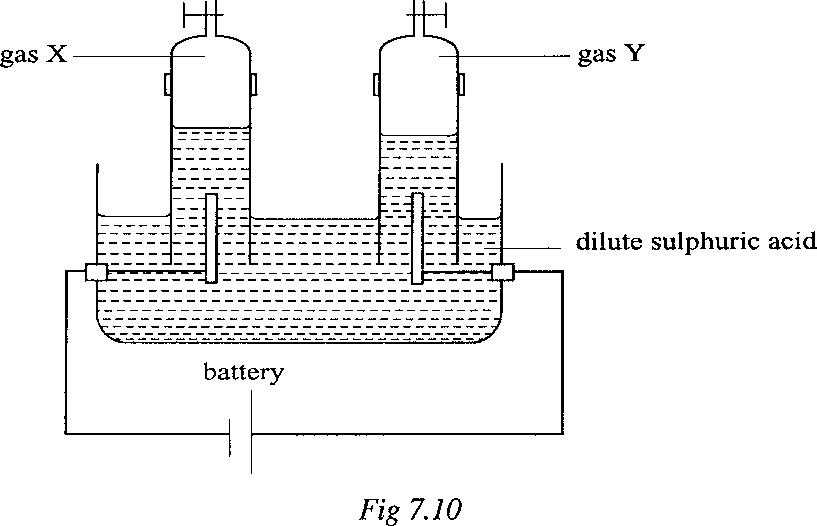 gas X
gas Y
dilute sulphuric acid
battery
Fig 7.10